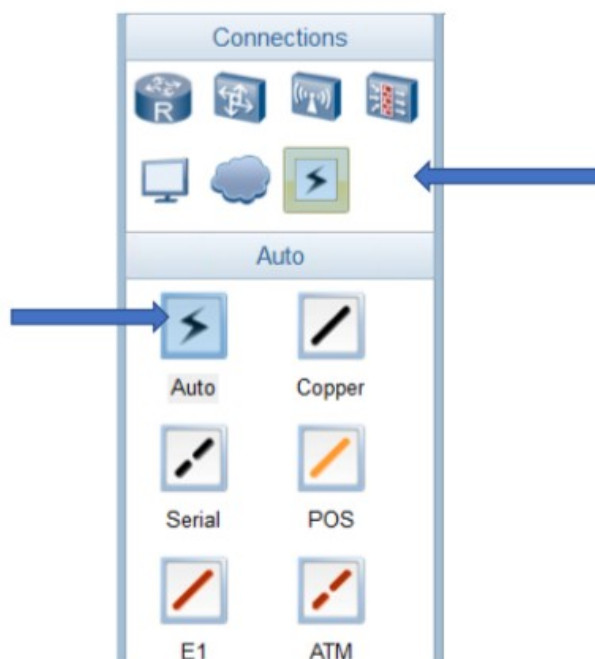 Connections
R
Auto
Auto Copper
Serial POS
E1 ATM